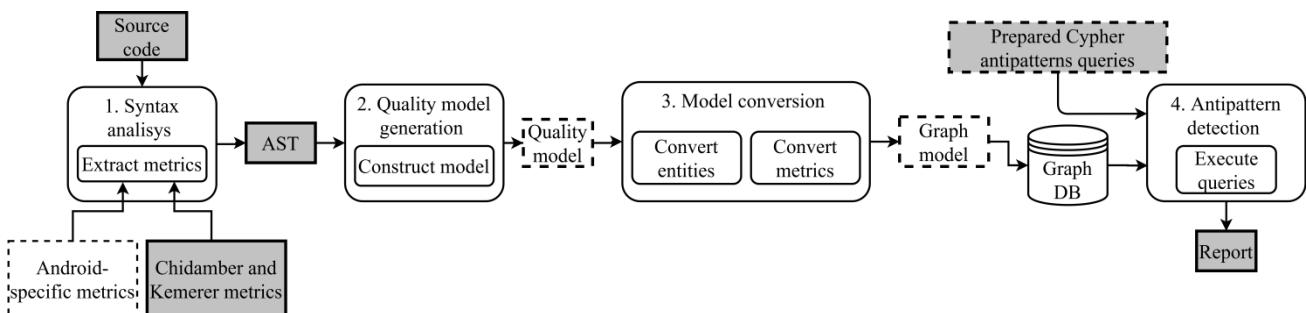 Source
code
1. Syntax
analisys
Extract metrics
Android-
specific metrics
Chidamber and
Kemerer metrics
AST
2. Quality model
generation
Construct model
Quality
model
3. Model conversion
Convert
entities
Convert
metrics
Graph
model
Graph
DB
Prepared Cypher
antipatterns queries
4. Antipattern
detection
Execute
queries
Report